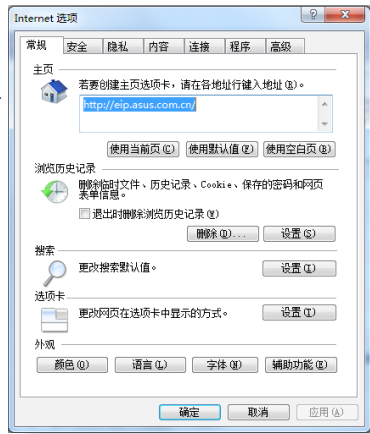 Internet 选项
常规 安全 隐私 内容 连接 程序 高级
主页
若要创建主页选项卡，请在各地址行键入地址(R)。
http://eip.asus.com.cn/
使用当前页(C) 使用默认值(F) 使用空白页(B)
浏览历史记录
删除临时文件、历史记录、Cookie、保存的密码和网页
表单信息。
退出时删除浏览历史记录(W)
删除(D)... 设置(S)
搜索
更改搜索默认值。 设置(I)
选项卡
更改网页在选项卡中显示的方式。 设置(T)
外观
颜色(O) 语言(L) 字体(N) 辅助功能(E)
确定 取消 应用(A)